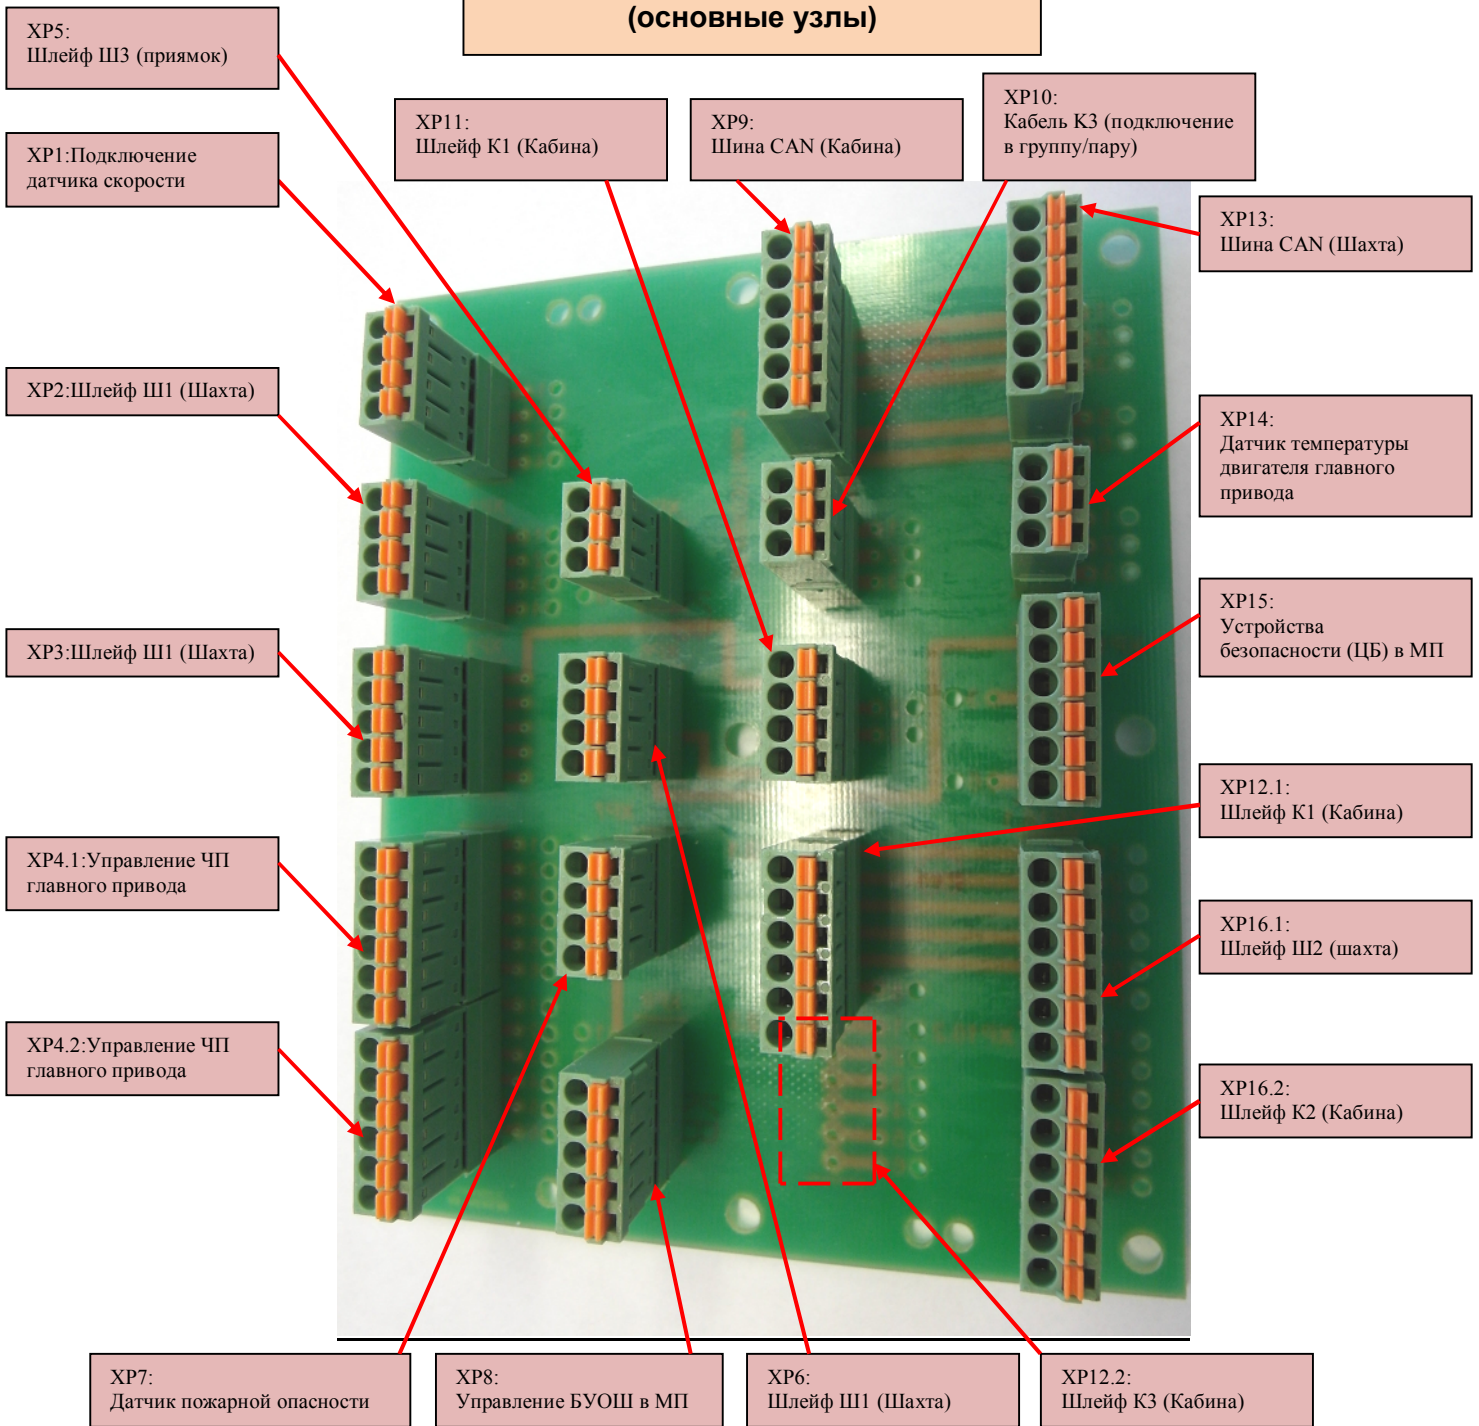 (основные узлы)
XP5:
Шлейф Ш3 (приямок)
XP1:Подключение
датчика скорости
XP11:
Шлейф К1 (Кабина)
XP9:
Шина CAN (Кабина)
XP10:
Кабель К3 (подключение
в группу/пару)
XP13:
Шина CAN (Шахта)
XP2:Шлейф Ш1 (Шахта)
XP14:
Датчик температуры
двигателя главного
привода
XP3:Шлейф Ш1 (Шахта)
XP15:
Устройства
безопасности (ЦБ) в МП
XP12.1:
Шлейф К1 (Кабина)
XP4.1:Управление ЧП
главного привода
XP16.1:
Шлейф Ш2 (шахта)
XP4.2:Управление ЧП
главного привода
XP16.2:
Шлейф К2 (Кабина)
XP7:
Датчик пожарной опасности
XP8:
Управление БУОШ в МП
XP6:
Шлейф Ш1 (Шахта)
XP12.2:
Шлейф К3 (Кабина)